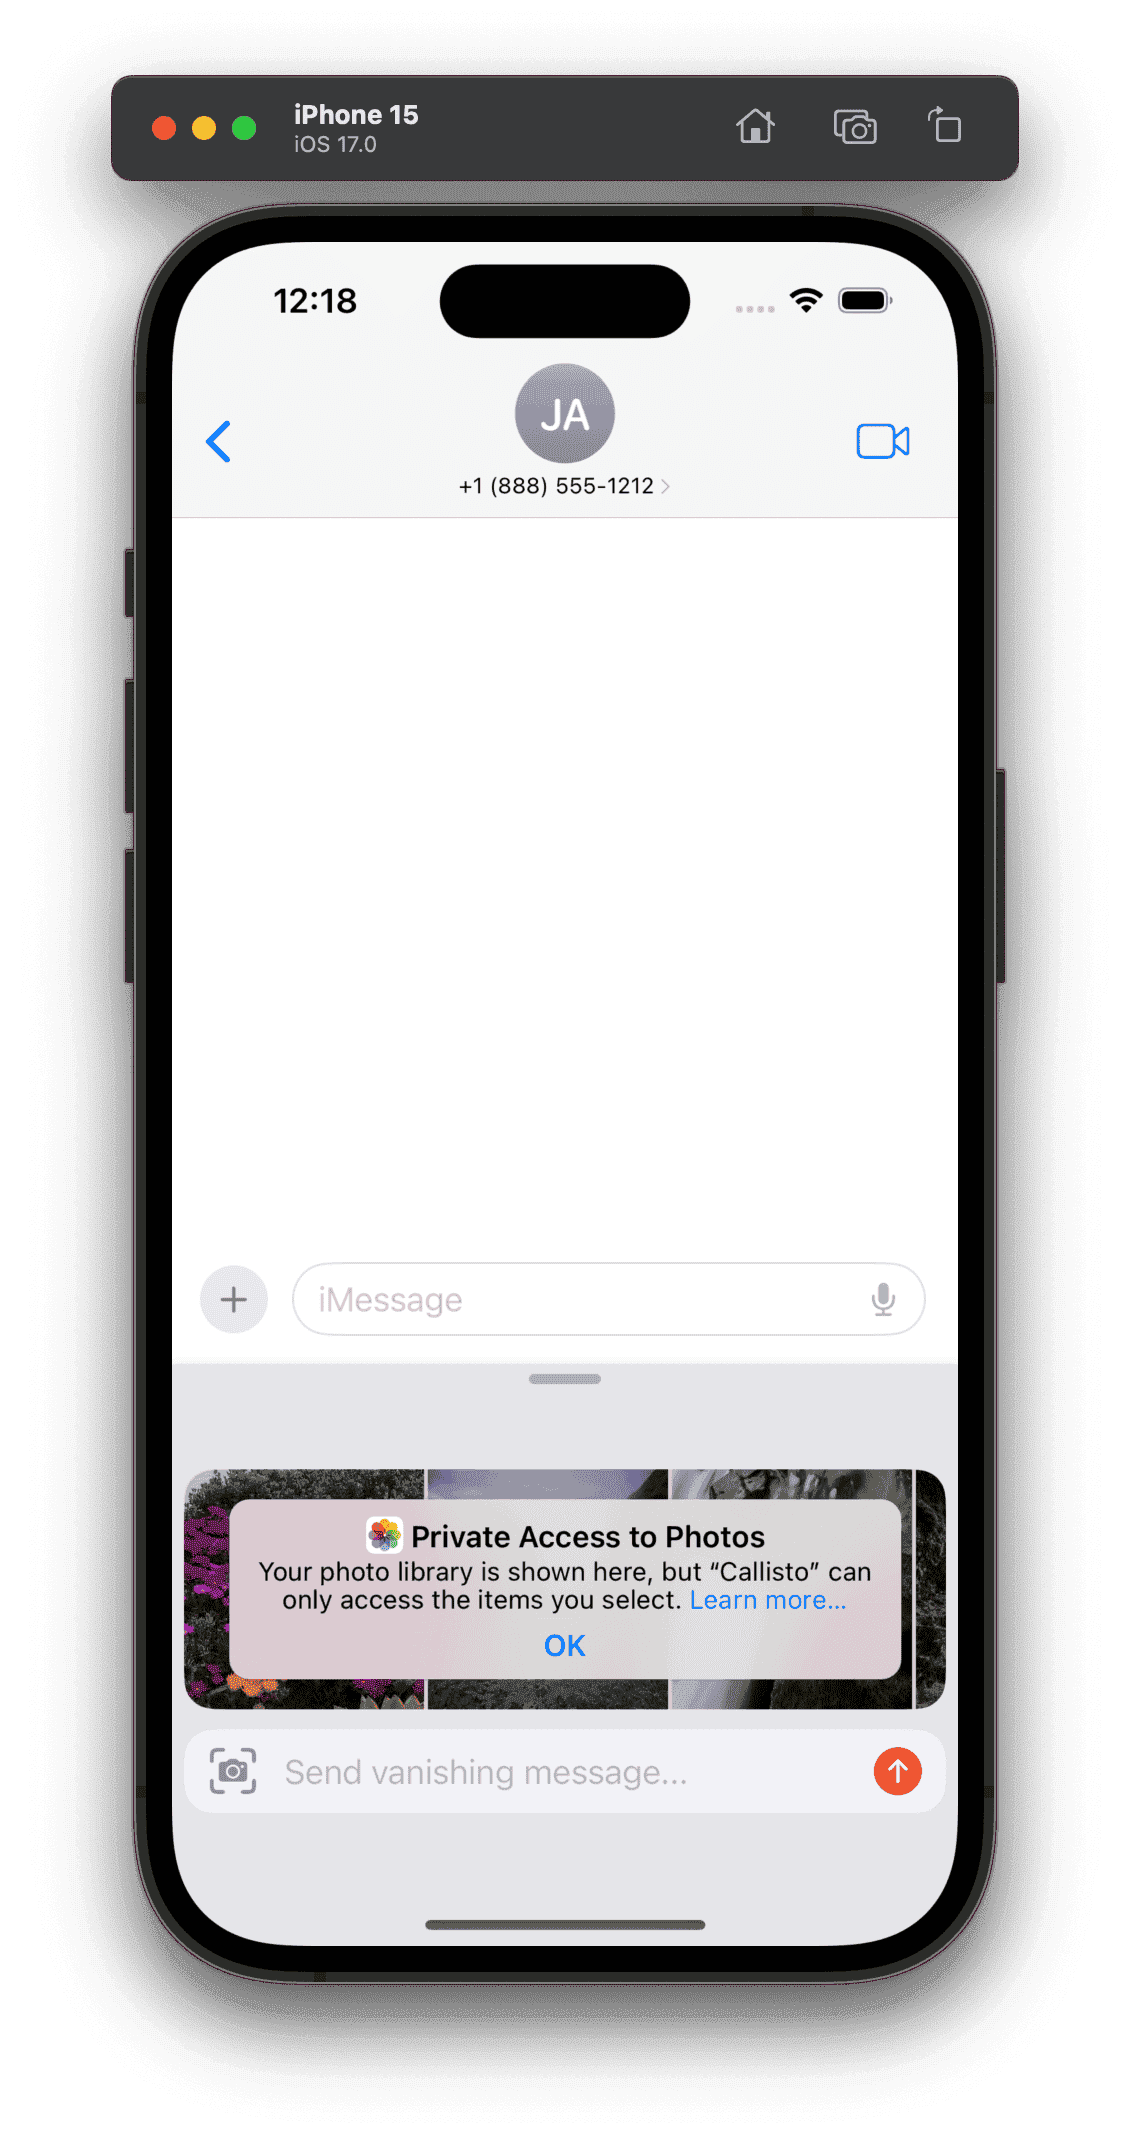 iPhone 15
iOS 17.0
12:18
JA
+1 (888) 555-1212
iMessage
Private Access to Photos
Your photo library is shown here, but “Callisto” can
only access the items you select. Learn more...
OK
Send vanishing message...